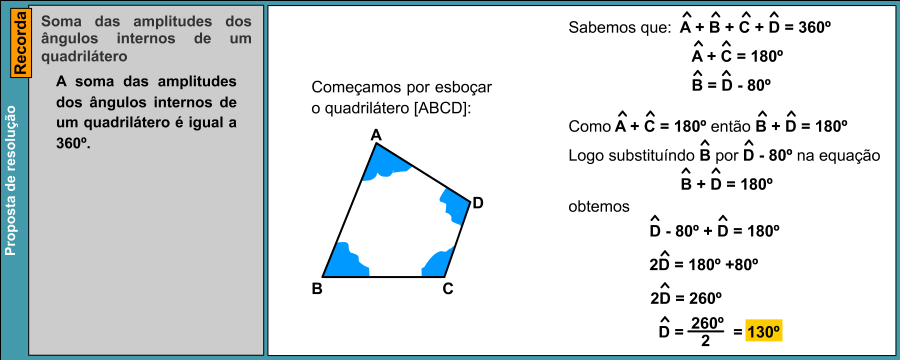 Proposta de resolução
Recorda
Soma das amplitudes dos
ângulos internos de um
quadrilátero
A soma das amplitudes
dos ângulos internos de
um quadrilátero é igual a
360º.
Começamos por esboçar
o quadrilátero [ABCD]:
A
D
B
C
Sabemos que: Â + B̂ + Ĉ + D̂ = 360º
Â + Ĉ = 180º
B̂ = D̂ - 80º
Como Â + Ĉ = 180º então B̂ + D̂ = 180º
Logo substituíndo B̂ por D̂ - 80º na equação
B̂ + D̂ = 180º
obtemos
D̂ - 80º + D̂ = 180º
2D̂ = 180º +80º
2D̂ = 260º
D̂ = 260º/2 = 130º